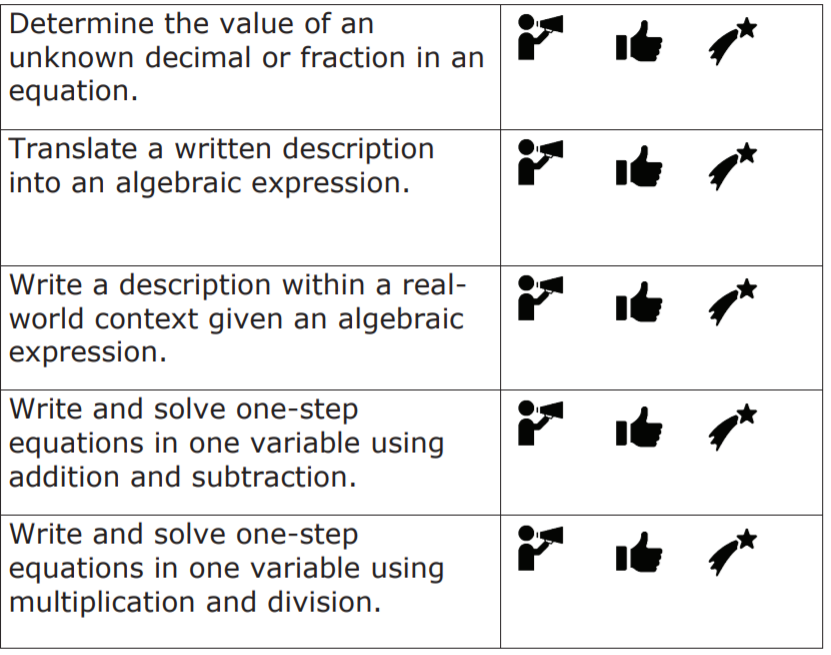 Determine the value of an
unknown decimal or fraction in an
equation.
Translate a written description
into an algebraic expression.
Write a description within a real-
world context given an algebraic
expression.
Write and solve one-step
equations in one variable using
addition and subtraction.
Write and solve one-step
equations in one variable using
multiplication and division.